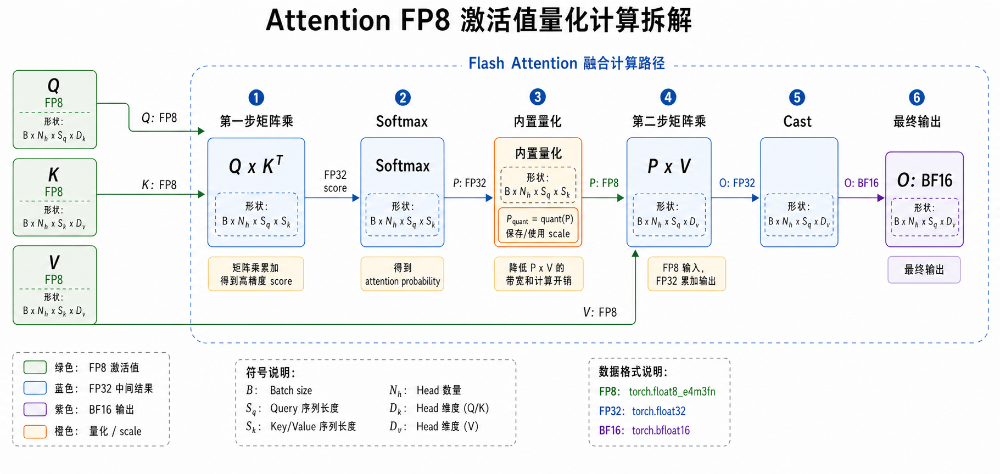 Attention FP8 激活值量化计算拆解
Flash Attention 融合计算路径
Q
FP8
形状:
B x N_h x S_q x D_k
Q: FP8
K
FP8
形状:
B x N_h x S_k x D_v
K: FP8
V
FP8
形状:
B x N_h x S_k x D_v
V: FP8
1
第一步矩阵乘
Q x K^T
形状:
B x N_h x S_q x S_k
矩阵乘累加
得到高精度 score
FP32
score
2
Softmax
Softmax
形状:
B x N_h x S_q x S_k
得到
attention probability
P: FP32
3
内置量化
内置量化
形状:
B x N_h x S_q x S_k
P_quant = quant(P)
保存/使用 scale
降低 P x V 的
带宽和计算开销
P: FP8
4
第二步矩阵乘
P x V
形状:
B x N_h x S_q x D_v
FP8 输入,
FP32 累加输出
O: FP32
5
Cast
形状:
B x N_h x S_q x D_v
O: BF16
6
最终输出
O: BF16
形状:
B x N_h x S_q x D_v
最终输出
绿色: FP8 激活值
蓝色: FP32 中间结果
紫色: BF16 输出
橙色: 量化 / scale
符号说明:
B: Batch size
S_q: Query 序列长度
S_k: Key/Value 序列长度
N_h: Head 数量
D_k: Head 维度 (Q/K)
D_v: Head 维度 (V)
数据格式说明:
FP8: torch.float8_e4m3fn
FP32: torch.float32
BF16: torch.bfloat16